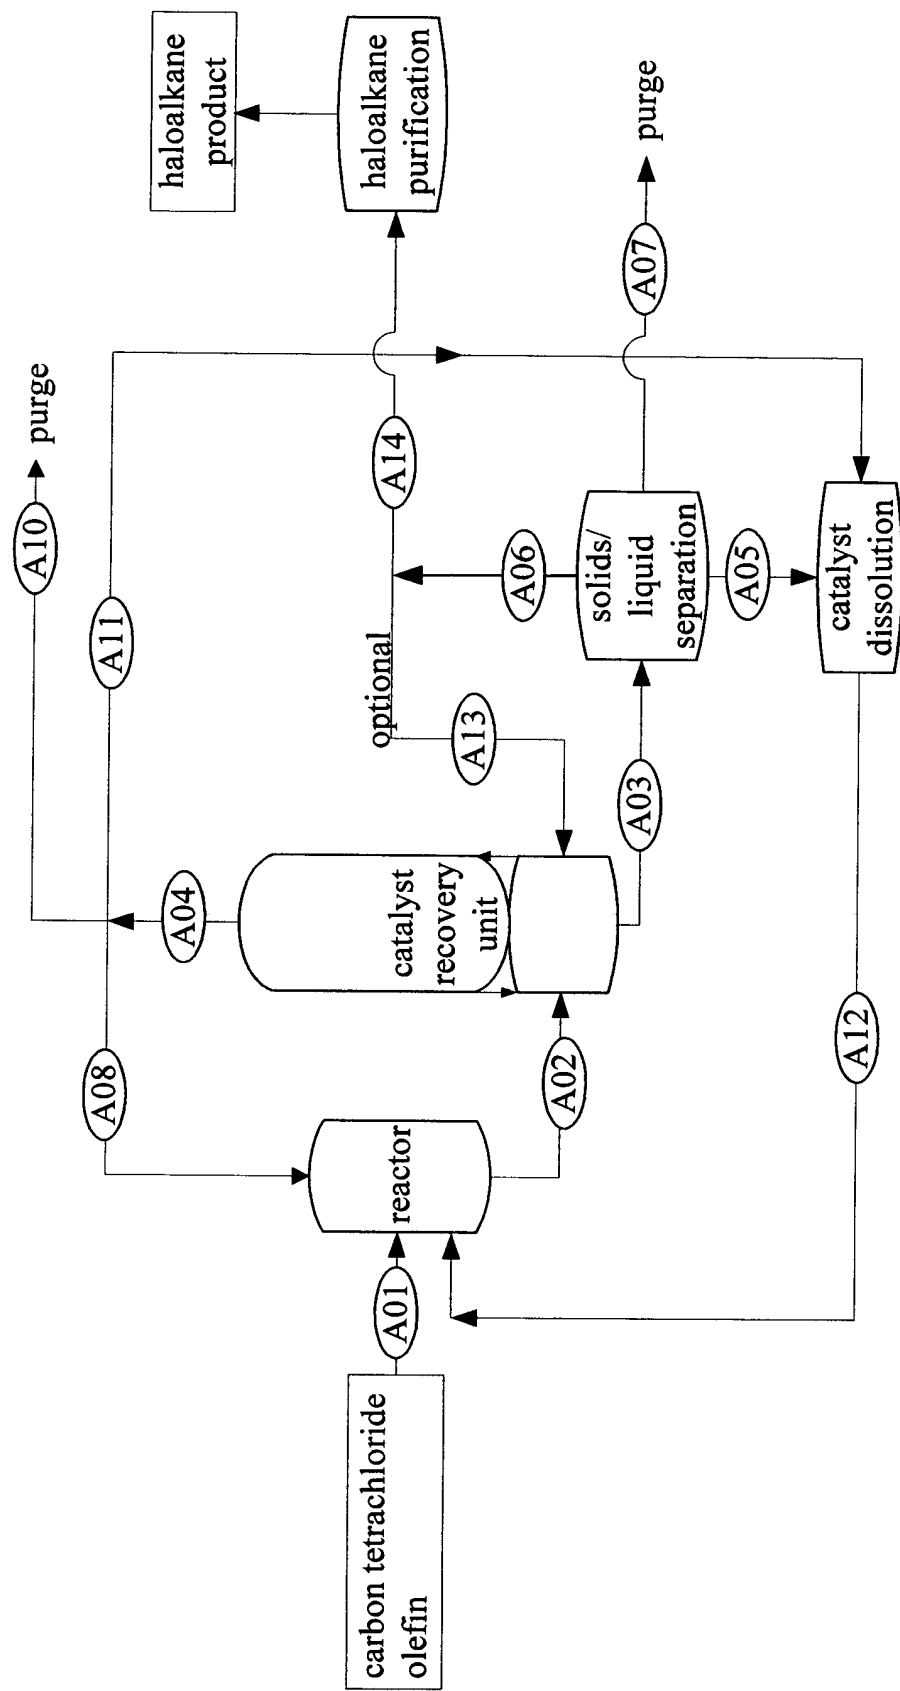 carbon tetrachloride
olefin
A01
reactor
A08
A02
A12
A04
catalyst
recovery
unit
A03
A13
optional
A11
A10
purge
A06
solids/
liquid
separation
A05
catalyst
dissolution
A14
A07
purge
haloalkane
purification
haloalkane
product